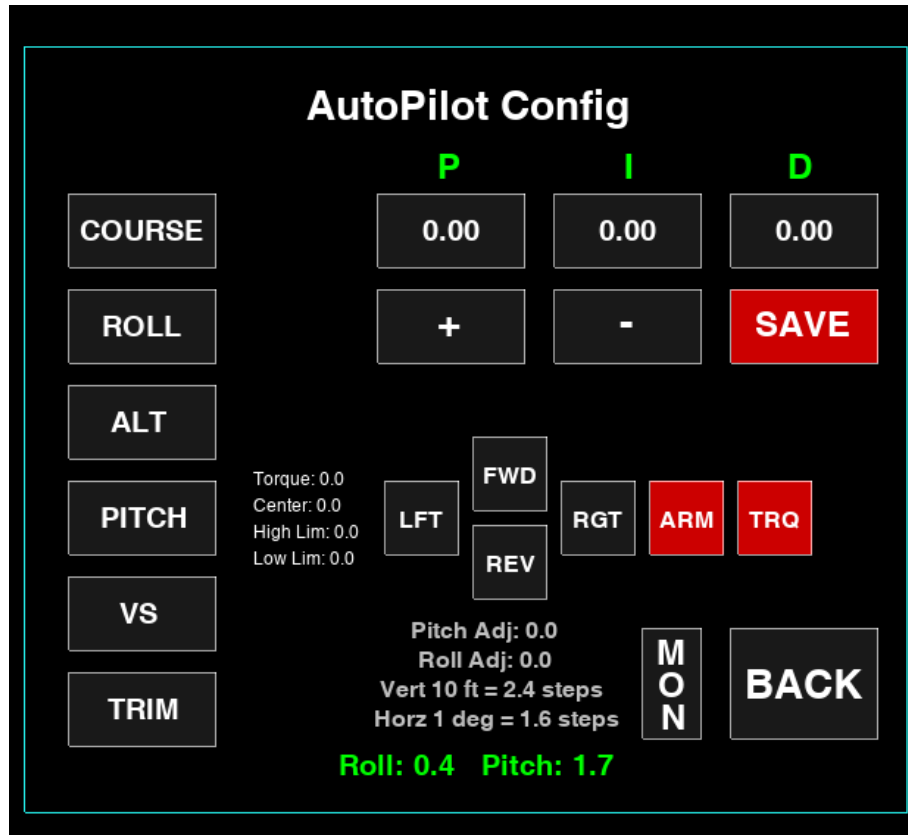 AutoPilot Config
P I D
COURSE 0.00 0.00 0.00
ROLL + - SAVE
ALT
PITCH
VS
TRIM
Torque: 0.0
Center: 0.0
High Lim: 0.0
Low Lim: 0.0
FWD
LFT RGT ARM TRQ
REV
Pitch Adj: 0.0
Roll Adj: 0.0
Vert 10 ft = 2.4 steps
Horz 1 deg = 1.6 steps
MON
BACK
Roll: 0.4 Pitch: 1.7